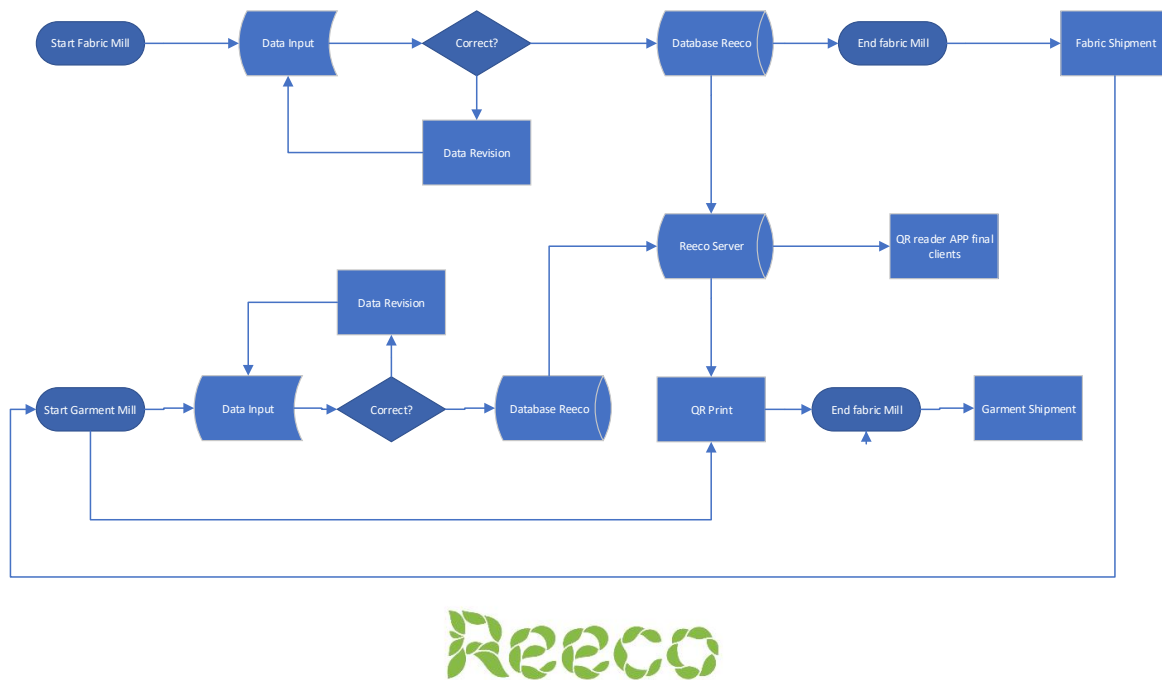 Start Fabric Mill
Data Input
Correct?
Database Reeco
End fabric Mill
Fabric Shipment
Data Revision
Reeco Server
QR reader APP final
clients
Data Revision
Start Garment Mill
Data Input
Correct?
Database Reeco
QR Print
End fabric Mill
Garment Shipment
Reeco